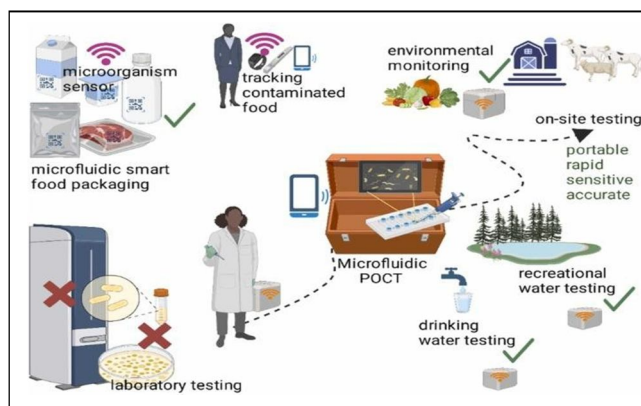 microorganism
sensor
microfluidic smart
food packaging
tracking
contaminated
food
environmental
monitoring
on-site testing
portable
rapid
sensitive
accurate
Microfluidic
POCT
recreational
water testing
drinking
water testing
laboratory testing